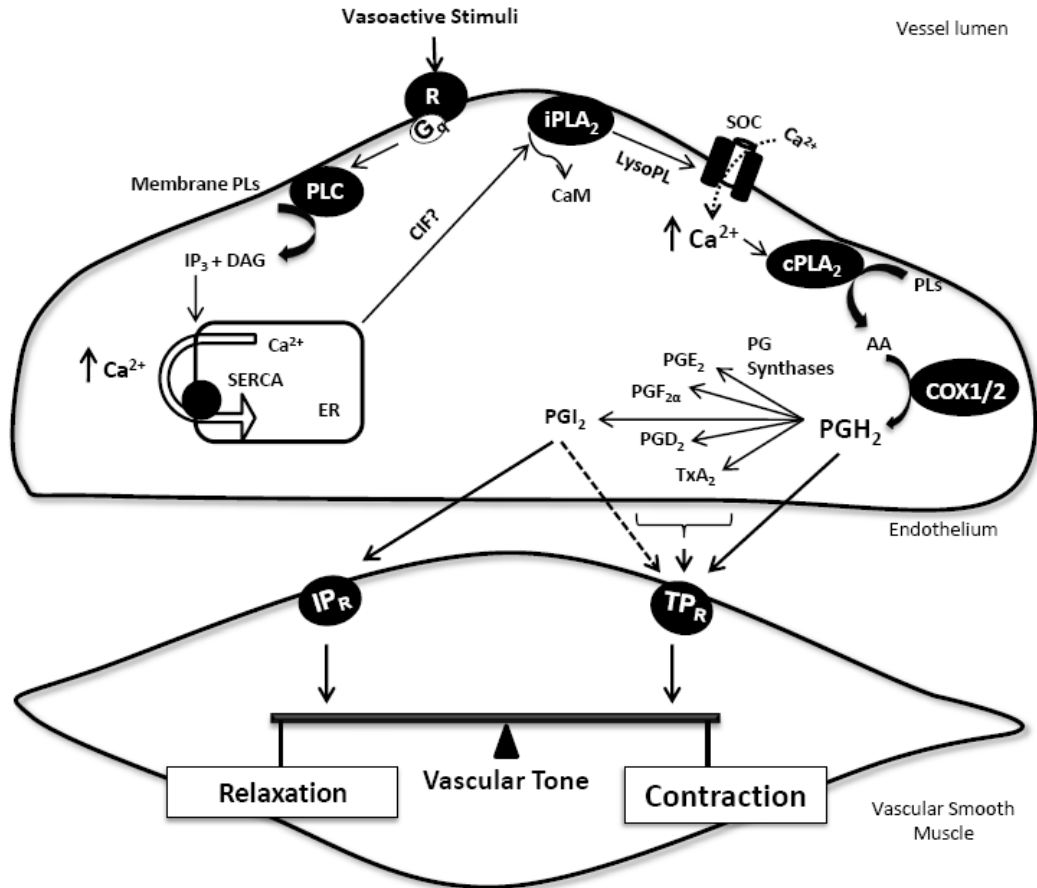 Vasoactive Stimuli
Vessel lumen
R
Gq
iPLA₂
SOC
Ca²⁺
LysoPL
CaM
Membrane PLs
PLC
CIF?
↑ Ca²⁺
cPLA₂
PLs
IP₃ + DAG
↑ Ca²⁺
Ca²⁺
SERCA
ER
AA
COX1/2
PG
Synthases
PGE₂
PGF₂α
PGI₂
PGH₂
PGD₂
TxA₂
Endothelium
IPR
TPR
Relaxation
Vascular Tone
Contraction
Vascular Smooth
Muscle